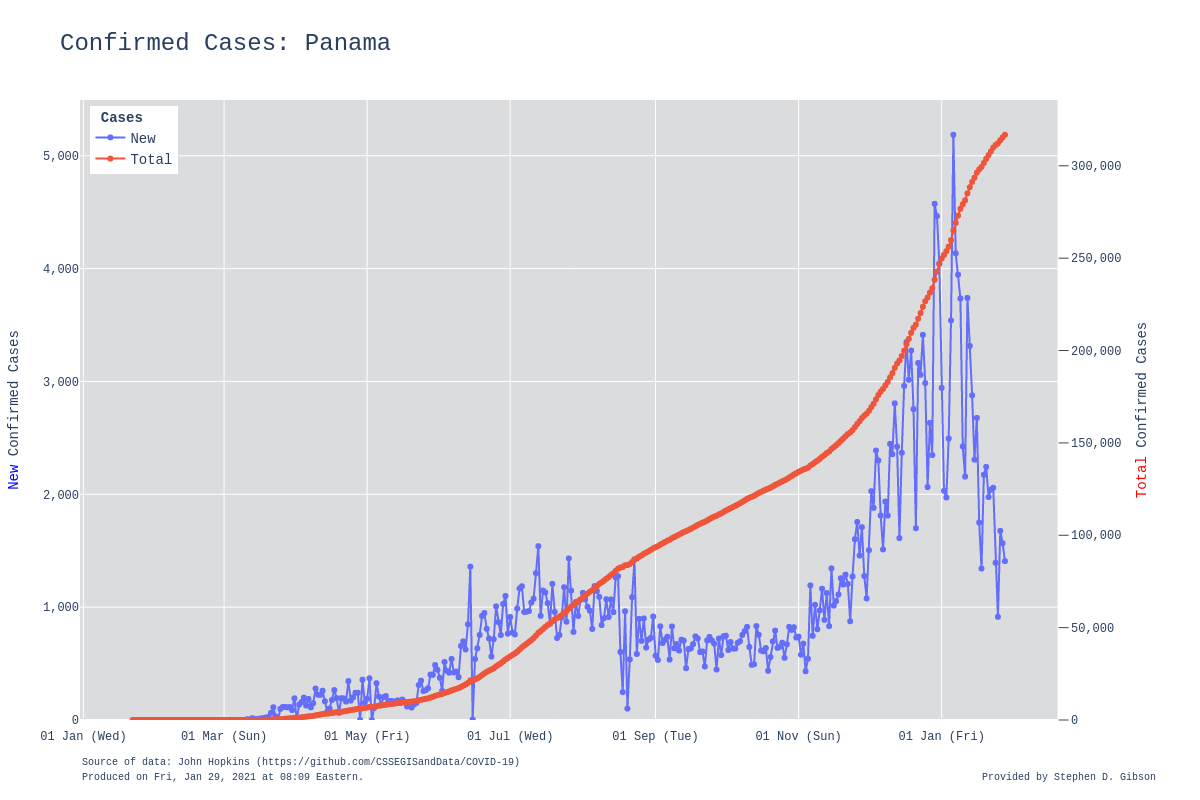 Confirmed Cases: Panama
Cases
New
Total
5,000
4,000
3,000
2,000
1,000
0
300,000
250,000
200,000
150,000
100,000
50,000
0
New Confirmed Cases
Total Confirmed Cases
01 Jan (Wed) 01 Mar (Sun) 01 May (Fri) 01 Jul (Wed) 01 Sep (Tue) 01 Nov (Sun) 01 Jan (Fri)
Source of data: John Hopkins (https://github.com/CSSEGISandData/COVID-19)
Produced on Fri, Jan 29, 2021 at 08:09 Eastern.
Provided by Stephen D. Gibson